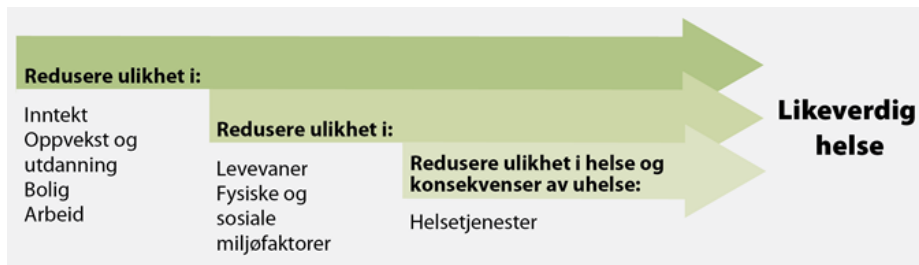 Redusere ulikhet i:
Inntekt
Oppvekst og
utdanning
Bolig
Arbeid
Redusere ulikhet i:
Levevaner
Fysiske og
sosiale
miljøfaktorer
Redusere ulikhet i helse og
konsekvenser av uhelse:
Helsetjenester
Likeverdig
helse